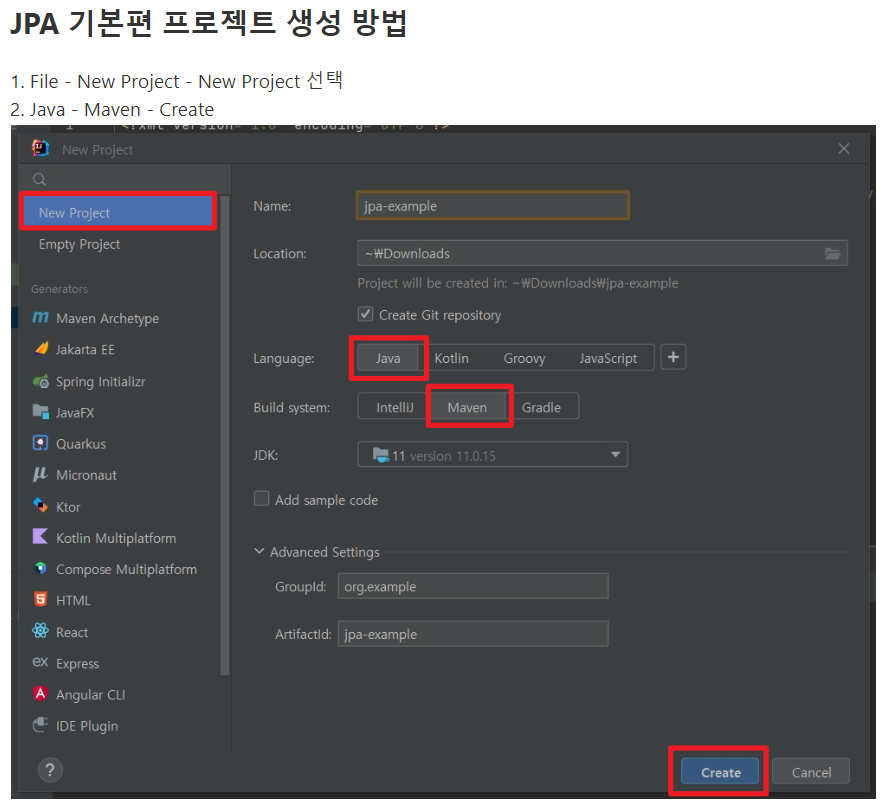 JPA 기본편 프로젝트 생성 방법
1. File - New Project - New Project 선택
2. Java - Maven - Create
New Project
New Project
Empty Project
Generators
Maven Archetype
Jakarta EE
Spring Initializr
JavaFX
Quarkus
Micronaut
Ktor
Kotlin Multiplatform
Compose Multiplatform
HTML
React
Express
Angular CLI
IDE Plugin
Name: jpa-example
Location: ~₩Downloads
Project will be created in: ~₩Downloads₩jpa-example
Create Git repository
Language: Java Kotlin Groovy JavaScript +
Build system: IntelliJ Maven Gradle
JDK: 11 version 11.0.15
Add sample code
Advanced Settings
GroupId: org.example
ArtifactId: jpa-example
? Create Cancel